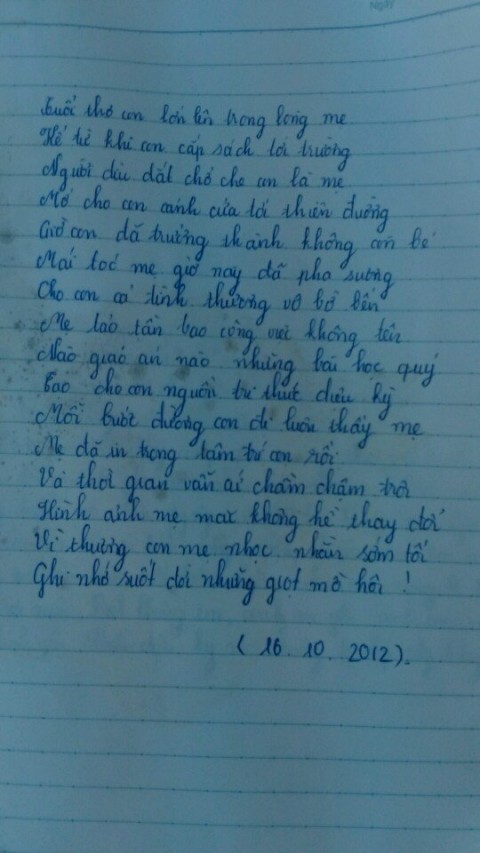 Ngày
Tuổi thơ con lớn lên trong lòng mẹ
Kể từ khi con cắp sách tới trường
Người dìu dắt chở che con là mẹ
Mở cho con cánh cửa tới thiên đường
Giờ con đã trưởng thành không còn bé
Mái tóc mẹ giờ nay đã pha sương
Cho con cả tình thương vô bờ bến
Mẹ tảo tần bao công việc không tên
Nào giáo án nào những bài học quý
Trao cho con nguồn tri thức diệu kỳ
Mỗi bước đường con đi luôn thấy mẹ
Mẹ đã in trong tâm trí con rồi
Và thời gian vẫn cứ chầm chậm trôi
Hình ảnh mẹ max không hề thay đổi
Vì thương con mẹ nhọc nhằn sớm tối
Ghi nhớ suốt đời những giọt mồ hôi !
( 16. 10. 2012).